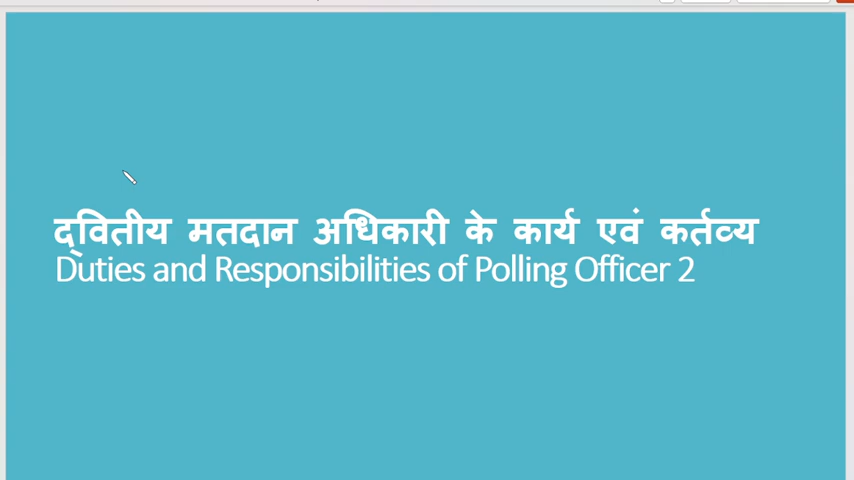 द्वितीय मतदान अधिकारी के कार्य एवं कर्तव्य
Duties and Responsibilities of Polling Officer 2